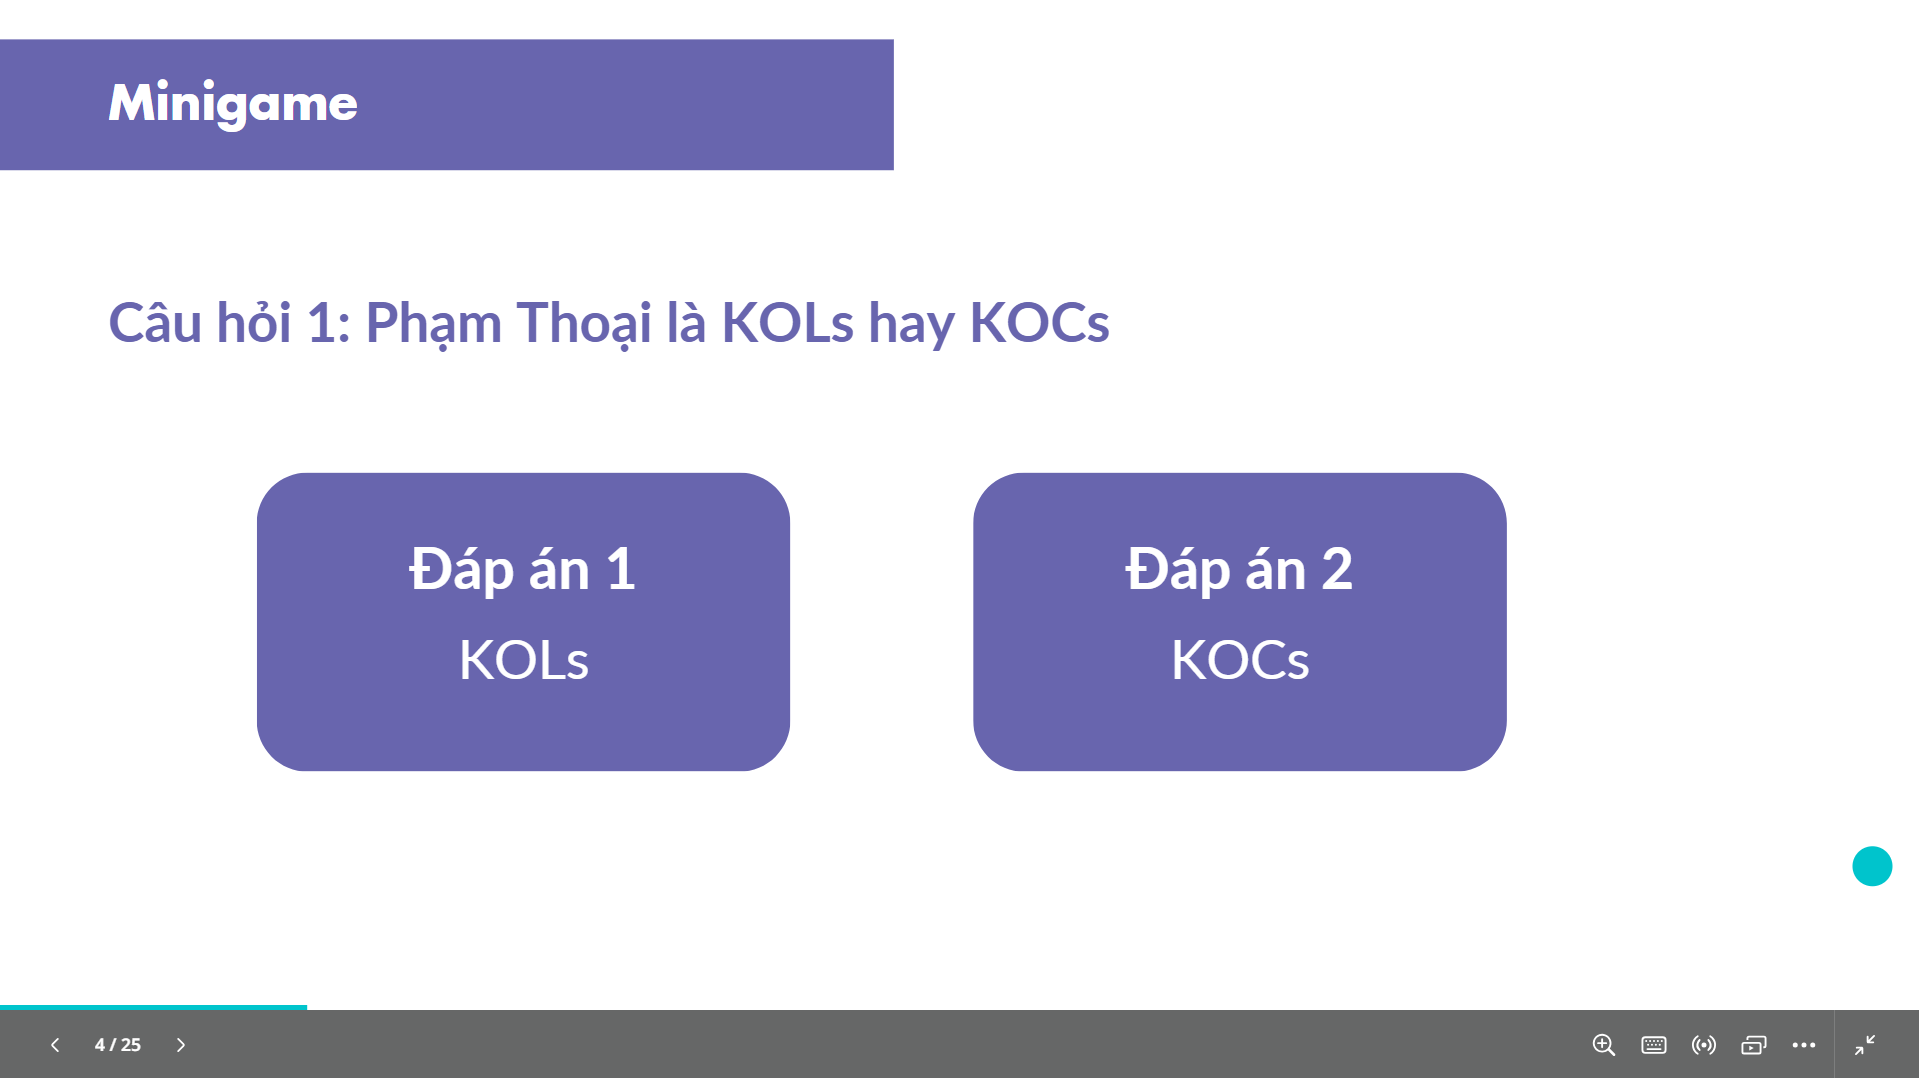 Minigame
Câu hỏi 1: Phạm Thoại là KOLs hay KOCs
Đáp án 1
KOLs
Đáp án 2
KOCs
4 / 25